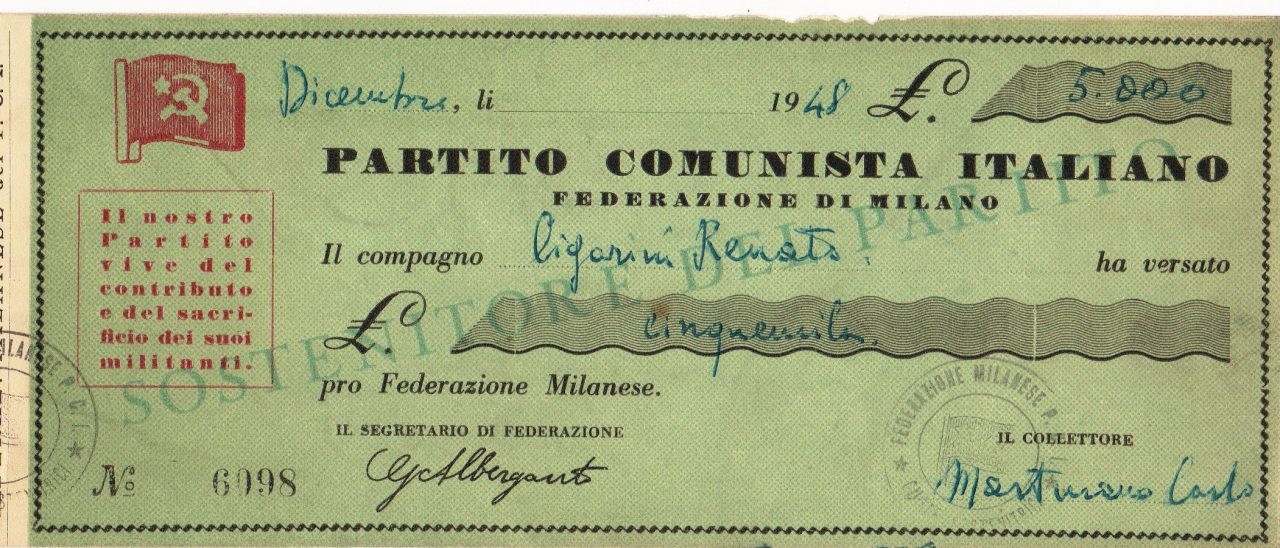 Dicembre, li 1948 £. 5.000
PARTITO COMUNISTA ITALIANO
FEDERAZIONE DI MILANO
Il nostro
Partito
vive del
contributo
e del sacri-
ficio dei suoi
militanti.
Il compagno Cigarini Renato. ha versato
£. cinquemila.
SOSTENITORE DEL PARTITO
pro Federazione Milanese.
IL SEGRETARIO DI FEDERAZIONE
GAlberganti
IL COLLETTORE
Carlo
FEDERAZIONE MILANESE P.
№ 6098
MILANESE P. C. I.